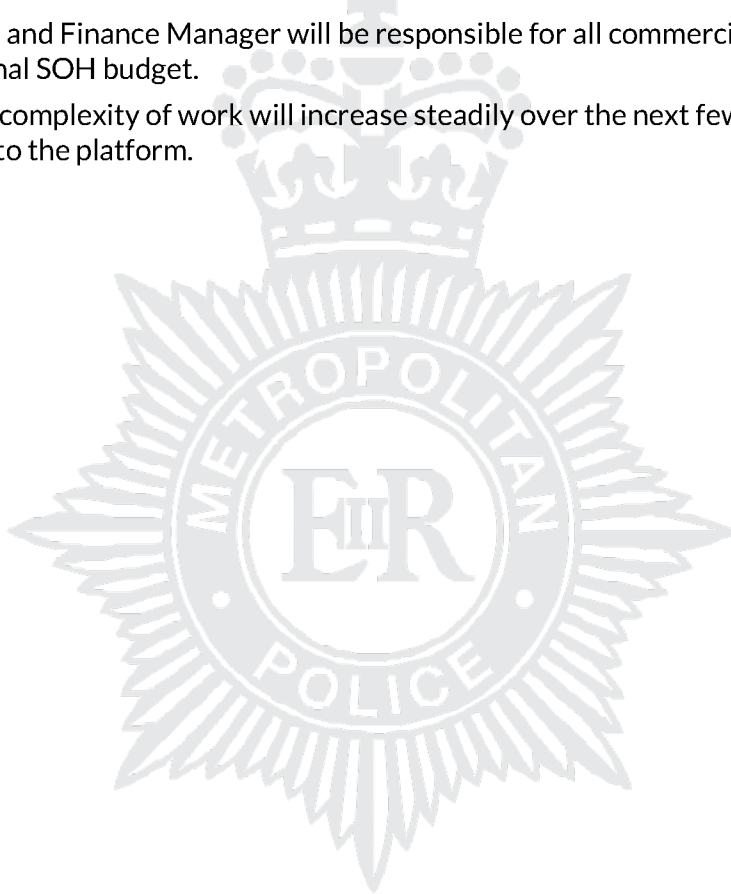 and Finance Manager will be responsible for all commerci
nal SOH budget.
complexity of work will increase steadily over the next few
to the platform.
METROPOLITAN
EIIR
POLICE